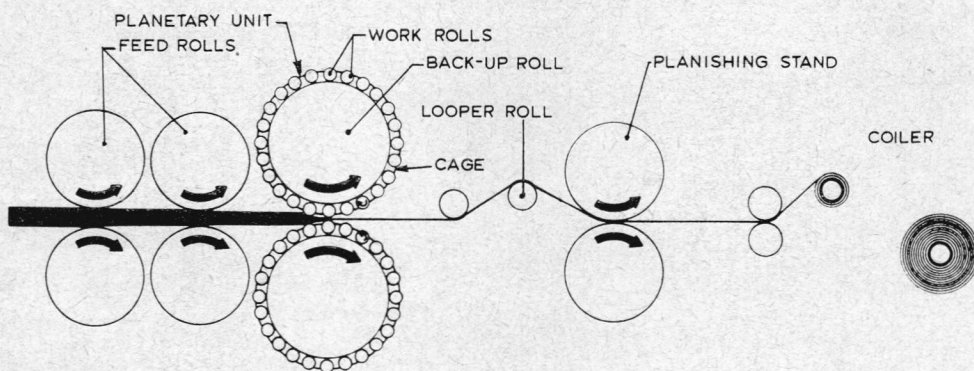 PLANETARY UNIT
FEED ROLLS
WORK ROLLS
BACK-UP ROLL
PLANISHING STAND
LOOPER ROLL
COILER
CAGE